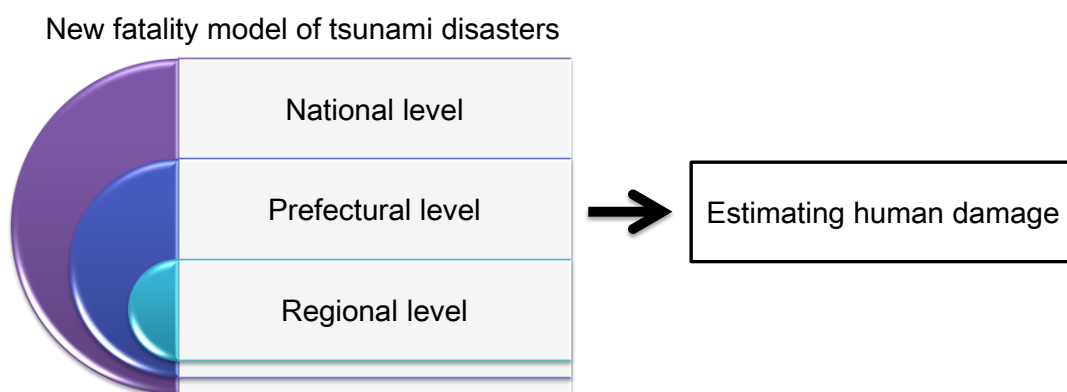 New fatality model of tsunami disasters
National level
Prefectural level
Regional level
Estimating human damage